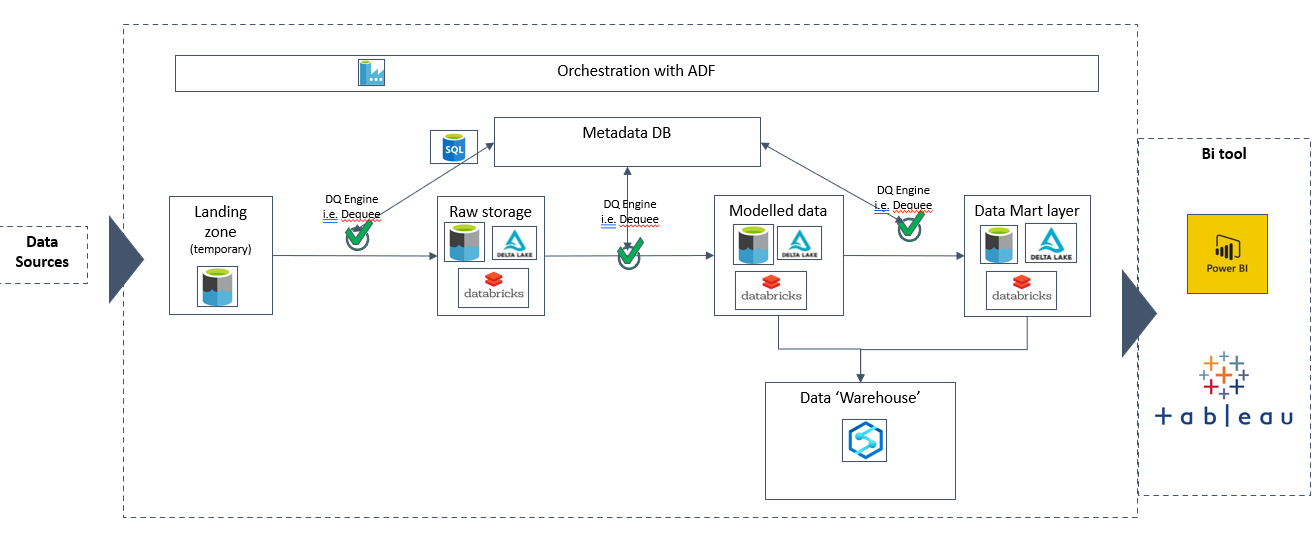 Orchestration with ADF
Metadata DB
SQL
Data
Sources
Landing
zone
(temporary)
DQ Engine
i.e. Dequee
Raw storage
DELTA LAKE
databricks
DQ Engine
i.e. Dequee
Modelled data
DELTA LAKE
databricks
DQ Engine
i.e. Dequee
Data Mart layer
DELTA LAKE
databricks
Data ‘Warehouse’
Bi tool
Power BI
+ableau